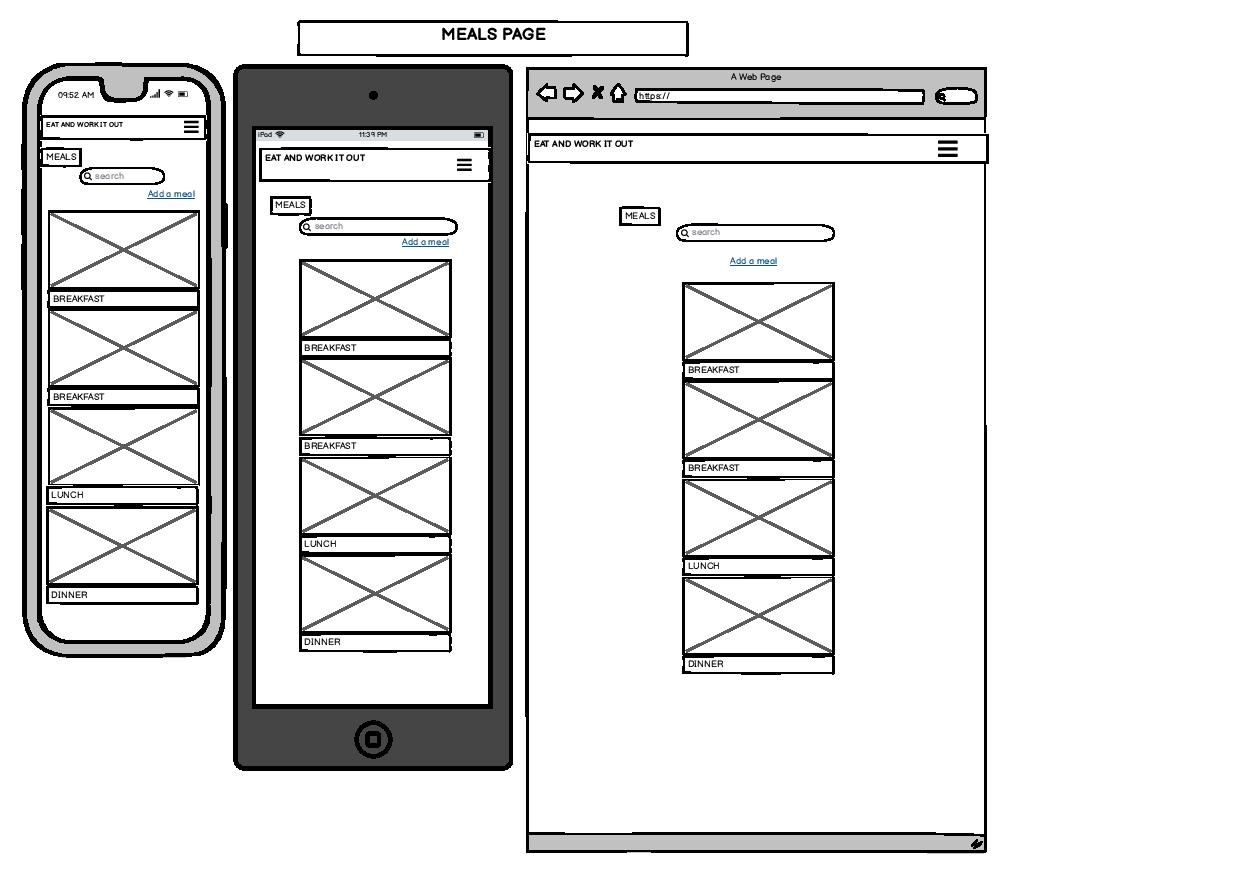 MEALS PAGE
09:52 AM
EAT AND WORK IT OUT
MEALS
search
Add a meal
BREAKFAST
BREAKFAST
LUNCH
DINNER
iPod
11:39 PM
EAT AND WORK IT OUT
MEALS
search
Add a meal
BREAKFAST
BREAKFAST
LUNCH
DINNER
A Web Page
https://
EAT AND WORK IT OUT
MEALS
search
Add a meal
BREAKFAST
BREAKFAST
LUNCH
DINNER